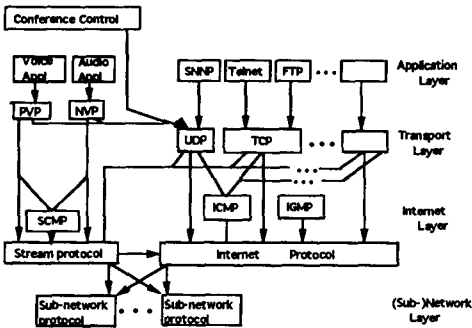 Conference Control
Voice
Appl
Audio
Appl
SNNP
Telnet
FTP
...
Application
Layer
PVP
NVP
UDP
TCP
...
Transport
Layer
...
...
SCMP
ICMP
IGMP
Internet
Layer
Stream protocol
Internet Protocol
Sub-network
protocol
...
Sub-network
protocol
(Sub-)Network
Layer